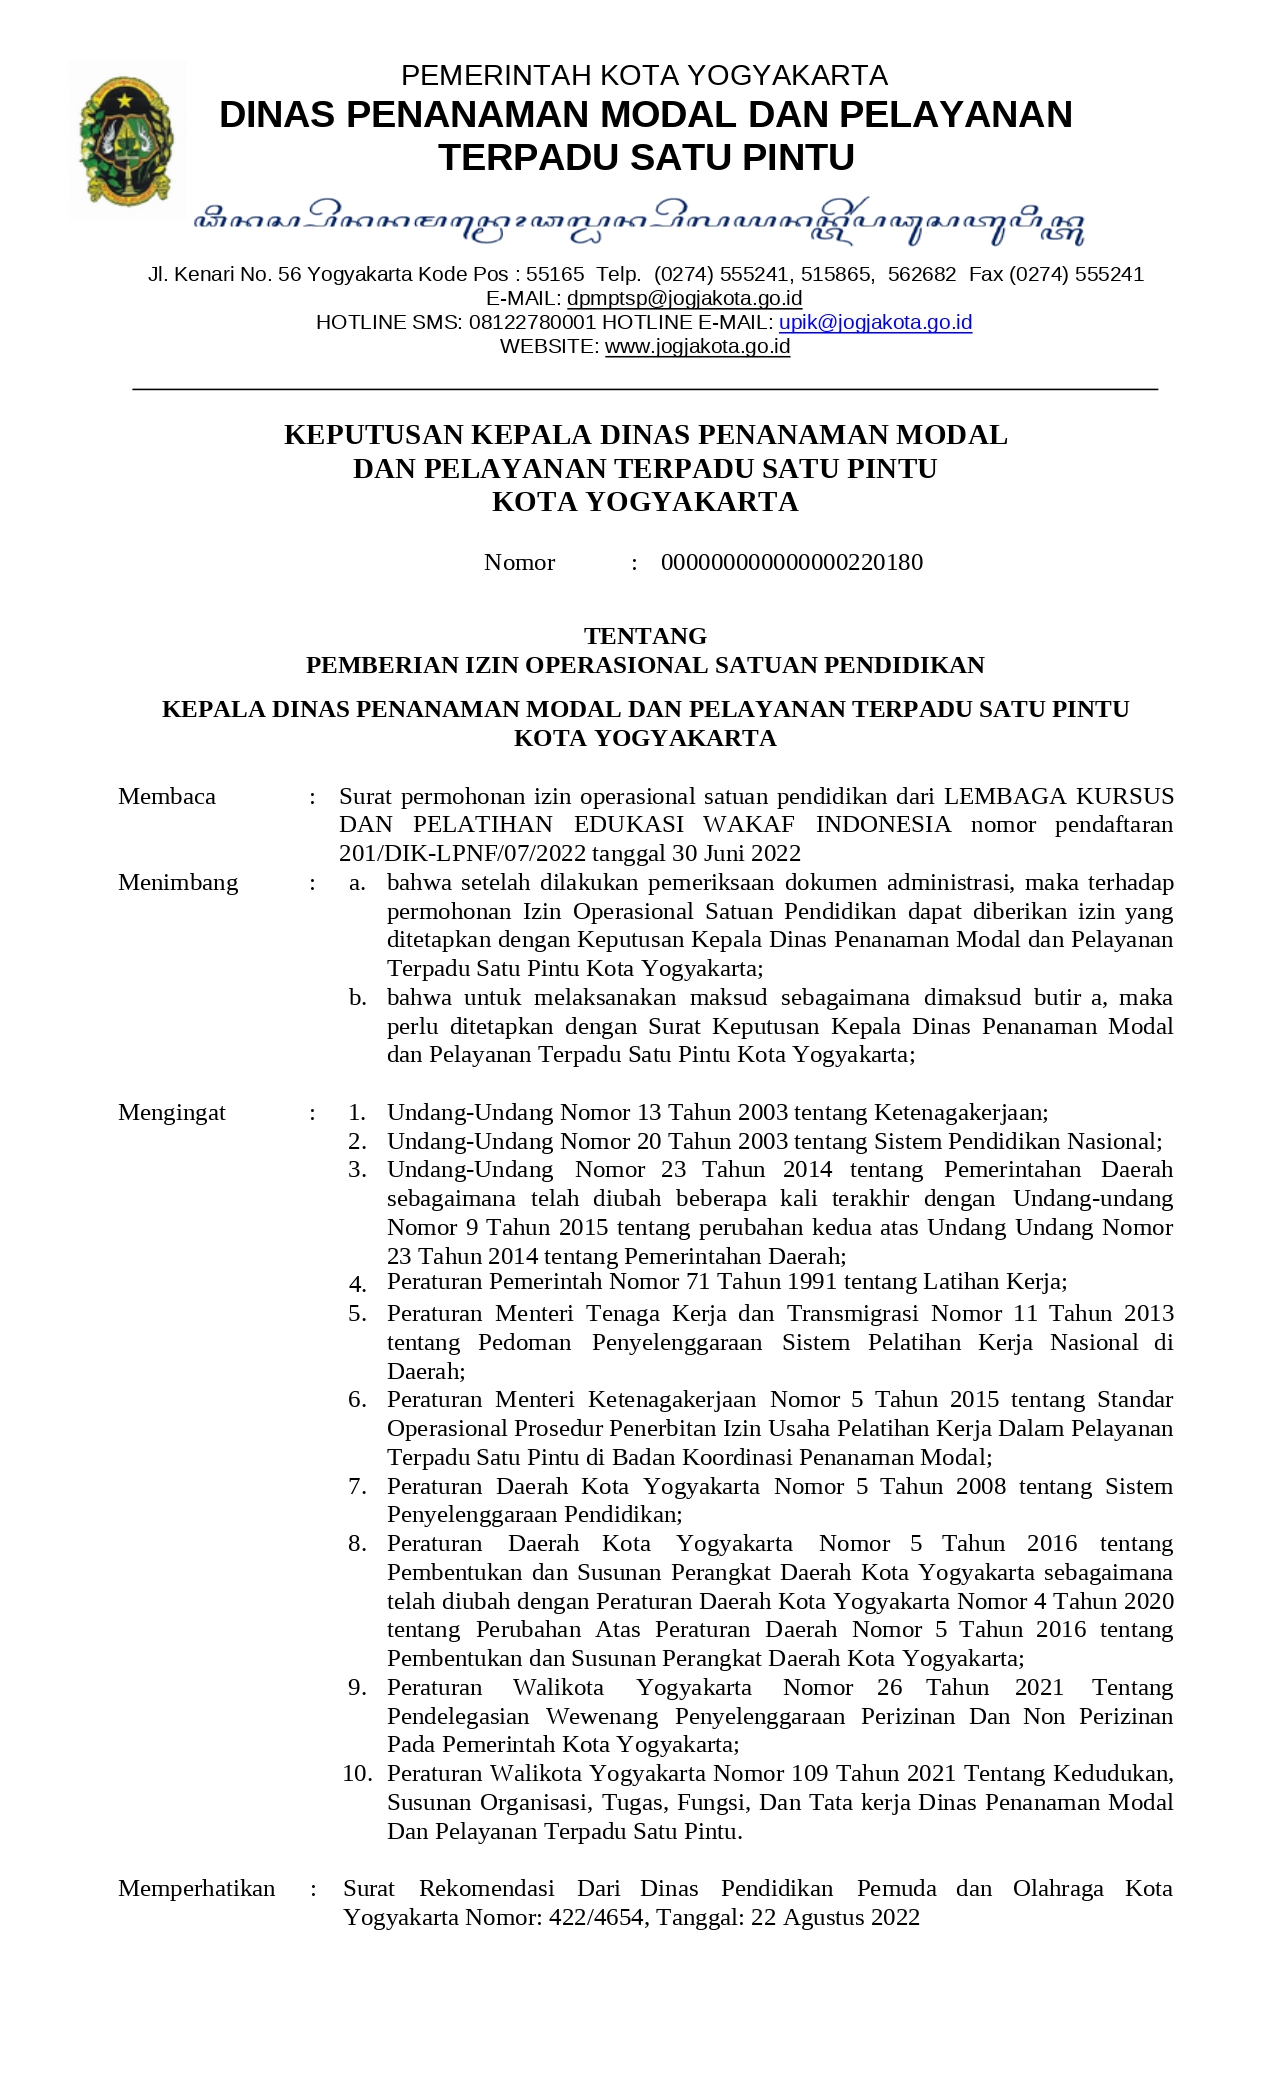 PEMERINTAH KOTA YOGYAKARTA
DINAS PENANAMAN MODAL DAN PELAYANAN
TERPADU SATU PINTU
Jl. Kenari No. 56 Yogyakarta Kode Pos : 55165 Telp. (0274) 555241, 515865, 562682 Fax (0274) 555241
E-MAIL: dpmptsp@jogjakota.go.id
HOTLINE SMS: 08122780001 HOTLINE E-MAIL: upik@jogjakota.go.id
WEBSITE: www.jogjakota.go.id
KEPUTUSAN KEPALA DINAS PENANAMAN MODAL
DAN PELAYANAN TERPADU SATU PINTU
KOTA YOGYAKARTA
Nomor : 000000000000000220180
TENTANG
PEMBERIAN IZIN OPERASIONAL SATUAN PENDIDIKAN
KEPALA DINAS PENANAMAN MODAL DAN PELAYANAN TERPADU SATU PINTU
KOTA YOGYAKARTA
Membaca : Surat permohonan izin operasional satuan pendidikan dari LEMBAGA KURSUS
DAN PELATIHAN EDUKASI WAKAF INDONESIA nomor pendaftaran
201/DIK-LPNF/07/2022 tanggal 30 Juni 2022
Menimbang : a. bahwa setelah dilakukan pemeriksaan dokumen administrasi, maka terhadap
permohonan Izin Operasional Satuan Pendidikan dapat diberikan izin yang
ditetapkan dengan Keputusan Kepala Dinas Penanaman Modal dan Pelayanan
Terpadu Satu Pintu Kota Yogyakarta;
b. bahwa untuk melaksanakan maksud sebagaimana dimaksud butir a, maka
perlu ditetapkan dengan Surat Keputusan Kepala Dinas Penanaman Modal
dan Pelayanan Terpadu Satu Pintu Kota Yogyakarta;
Mengingat : 1. Undang-Undang Nomor 13 Tahun 2003 tentang Ketenagakerjaan;
2. Undang-Undang Nomor 20 Tahun 2003 tentang Sistem Pendidikan Nasional;
3. Undang-Undang Nomor 23 Tahun 2014 tentang Pemerintahan Daerah
sebagaimana telah diubah beberapa kali terakhir dengan Undang-undang
Nomor 9 Tahun 2015 tentang perubahan kedua atas Undang Undang Nomor
23 Tahun 2014 tentang Pemerintahan Daerah;
4. Peraturan Pemerintah Nomor 71 Tahun 1991 tentang Latihan Kerja;
5. Peraturan Menteri Tenaga Kerja dan Transmigrasi Nomor 11 Tahun 2013
tentang Pedoman Penyelenggaraan Sistem Pelatihan Kerja Nasional di
Daerah;
6. Peraturan Menteri Ketenagakerjaan Nomor 5 Tahun 2015 tentang Standar
Operasional Prosedur Penerbitan Izin Usaha Pelatihan Kerja Dalam Pelayanan
Terpadu Satu Pintu di Badan Koordinasi Penanaman Modal;
7. Peraturan Daerah Kota Yogyakarta Nomor 5 Tahun 2008 tentang Sistem
Penyelenggaraan Pendidikan;
8. Peraturan Daerah Kota Yogyakarta Nomor 5 Tahun 2016 tentang
Pembentukan dan Susunan Perangkat Daerah Kota Yogyakarta sebagaimana
telah diubah dengan Peraturan Daerah Kota Yogyakarta Nomor 4 Tahun 2020
tentang Perubahan Atas Peraturan Daerah Nomor 5 Tahun 2016 tentang
Pembentukan dan Susunan Perangkat Daerah Kota Yogyakarta;
9. Peraturan Walikota Yogyakarta Nomor 26 Tahun 2021 Tentang
Pendelegasian Wewenang Penyelenggaraan Perizinan Dan Non Perizinan
Pada Pemerintah Kota Yogyakarta;
10. Peraturan Walikota Yogyakarta Nomor 109 Tahun 2021 Tentang Kedudukan,
Susunan Organisasi, Tugas, Fungsi, Dan Tata kerja Dinas Penanaman Modal
Dan Pelayanan Terpadu Satu Pintu.
Memperhatikan : Surat Rekomendasi Dari Dinas Pendidikan Pemuda dan Olahraga Kota
Yogyakarta Nomor: 422/4654, Tanggal: 22 Agustus 2022